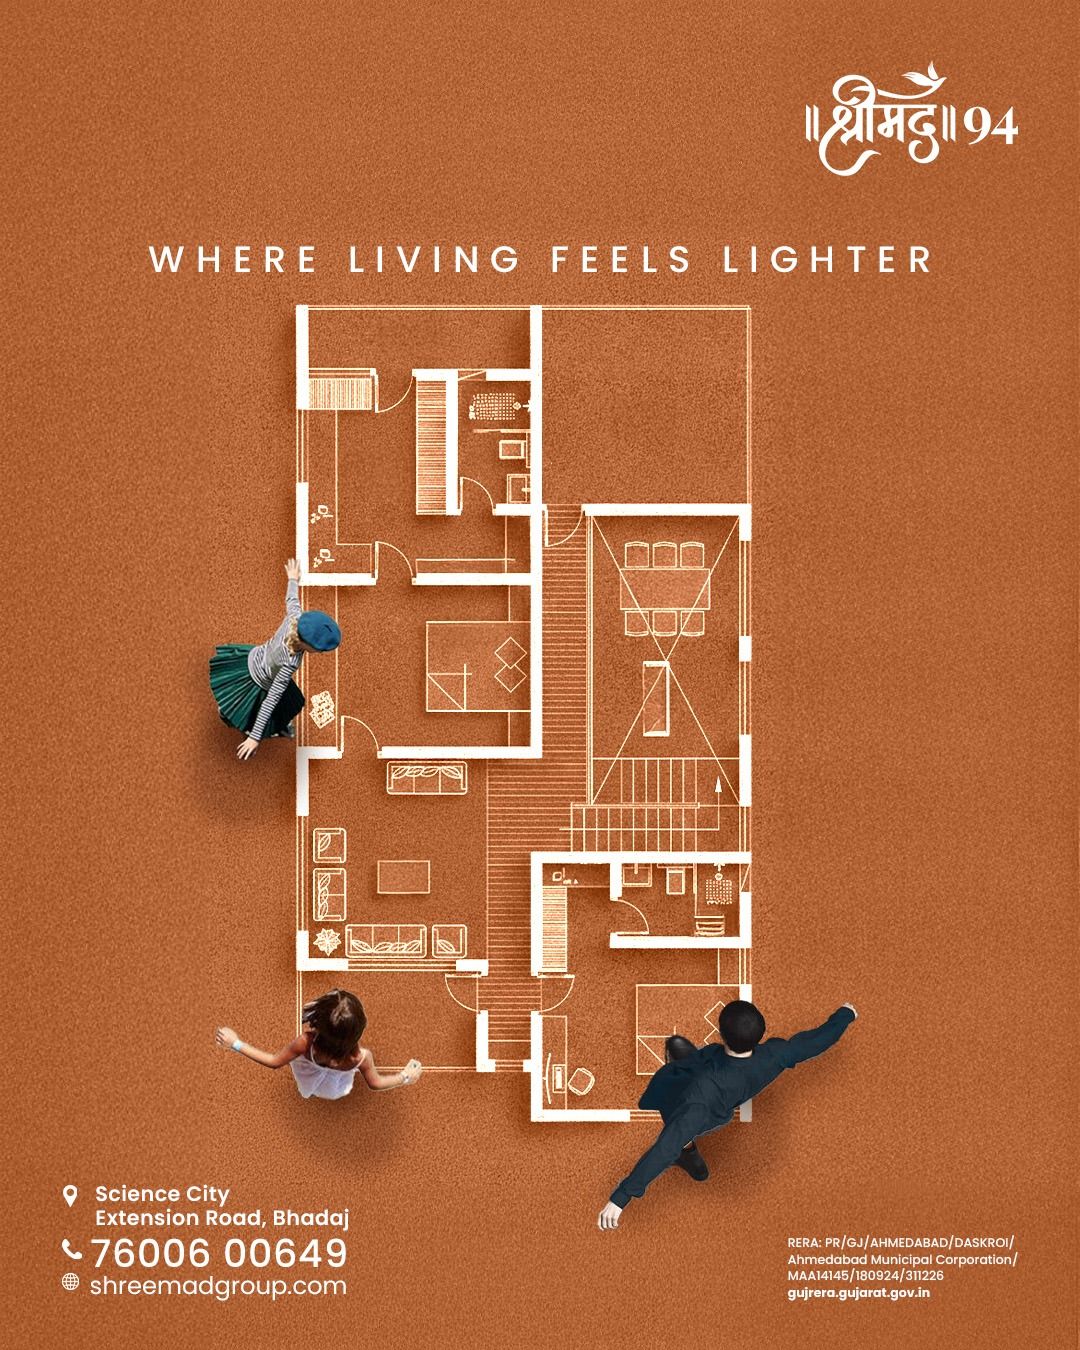 ॥श्रीमद॥ 94
WHERE LIVING FEELS LIGHTER
Science City
Extension Road, Bhadaj
76006 00649
shreemadgroup.com
RERA: PR/GJ/AHMEDABAD/DASKROI/
Ahmedabad Municipal Corporation/
MAA14145/180924/311226
gujrera.gujarat.gov.in